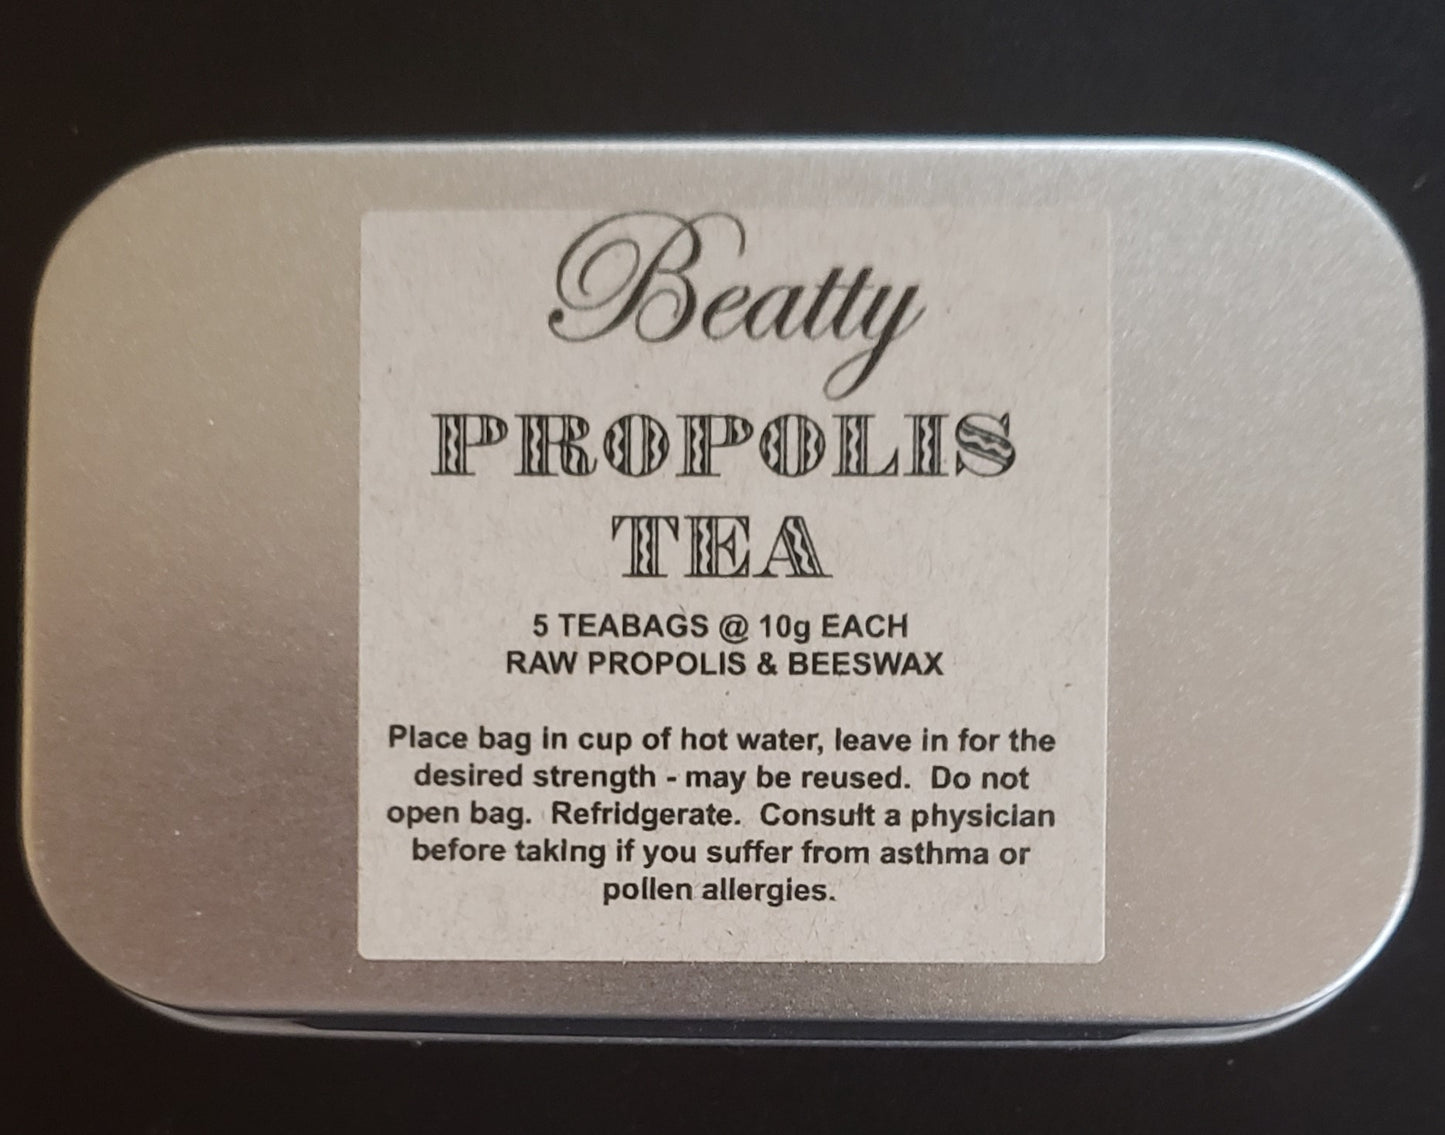 Beatty
PROPOLIS
TEA
5 TEABAGS @ 10g EACH
RAW PROPOLIS & BEESWAX
Place bag in cup of hot water, leave in for the
desired strength - may be reused.  Do not
open bag.  Refridgerate.  Consult a physician
before taking if you suffer from asthma or
pollen allergies.